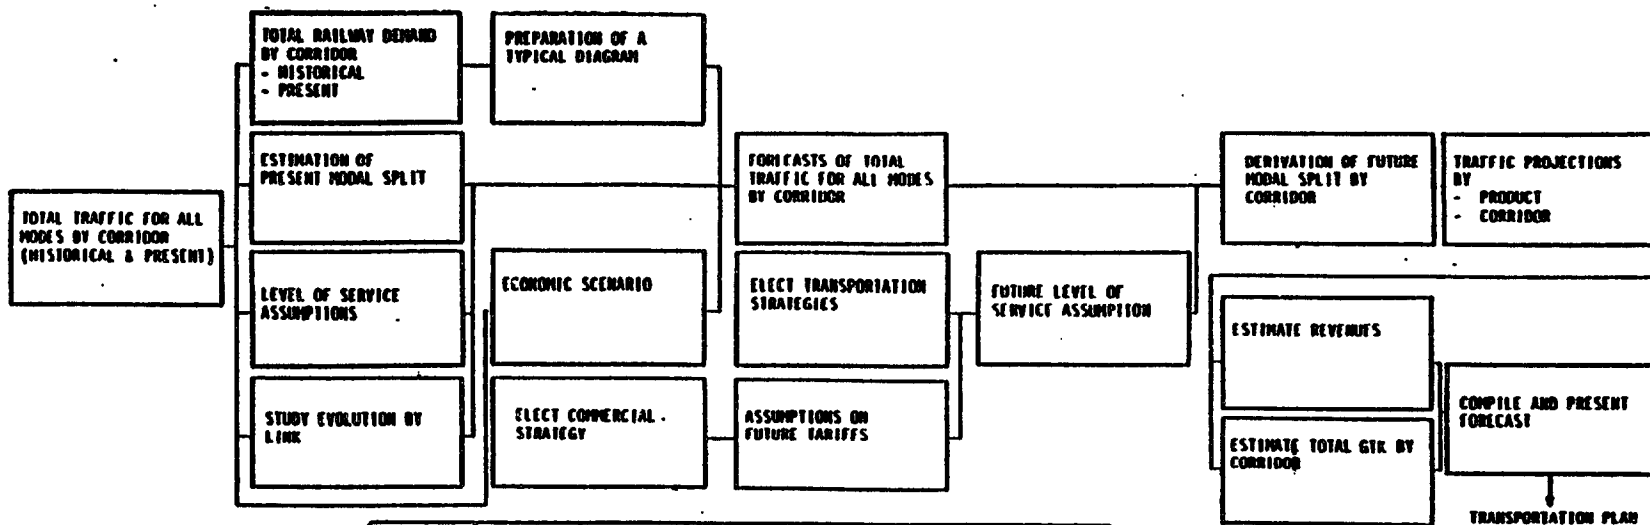 TOTAL TRAFFIC FOR ALL
MODES BY CORRIDOR
(HISTORICAL & PRESENT)
TOTAL RAILWAY DEMAND
BY CORRIDOR
- HISTORICAL
- PRESENT
ESTIMATION OF
PRESENT MODAL SPLIT
LEVEL OF SERVICE
ASSUMPTIONS
STUDY EVOLUTION BY
LINK
PREPARATION OF A
TYPICAL DIAGRAM
ECONOMIC SCENARIO
ELECT COMMERCIAL
STRATEGY
FORECASTS OF TOTAL
TRAFFIC FOR ALL MODES
BY CORRIDOR
ELECT TRANSPORTATION
STRATEGIES
ASSUMPTIONS ON
FUTURE TARIFFS
FUTURE LEVEL OF
SERVICE ASSUMPTION
DERIVATION OF FUTURE
MODAL SPLIT BY
CORRIDOR
TRAFFIC PROJECTIONS
BY
- PRODUCT
- CORRIDOR
ESTIMATE REVENUES
ESTIMATE TOTAL GTK BY
CORRIDOR
COMPILE AND PRESENT
FORECAST
TRANSPORTATION PLAN